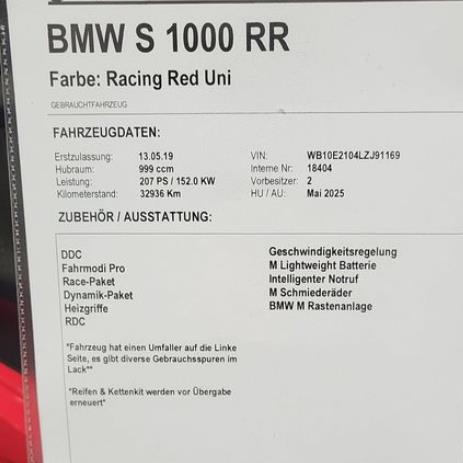 BMW S 1000 RR
Farbe: Racing Red Uni
GEBRAUCHTFAHRZEUG
FAHRZEUGDATEN:
Erstzulassung: 13.05.19 VIN: WB10E2104LZJ91169
Hubraum: 999 ccm Interne Nr: 18404
Leistung: 207 PS / 152.0 KW Vorbesitzer: 2
Kilometerstand: 32936 Km HU / AU: Mai 2025
ZUBEHÖR / AUSSTATTUNG:
DDC Geschwindigkeitsregelung
Fahrmodi Pro M Lightweight Batterie
Race-Paket Intelligenter Notruf
Dynamik-Paket M Schmiederäder
Heizgriffe BMW M Rastenanlage
RDC
"Fahrzeug hat einen Umfaller auf die Linke
Seite, es gibt diverse Gebrauchsspuren im
Lack""
"Reifen & Kettenkit werden vor Übergabe
erneuert"